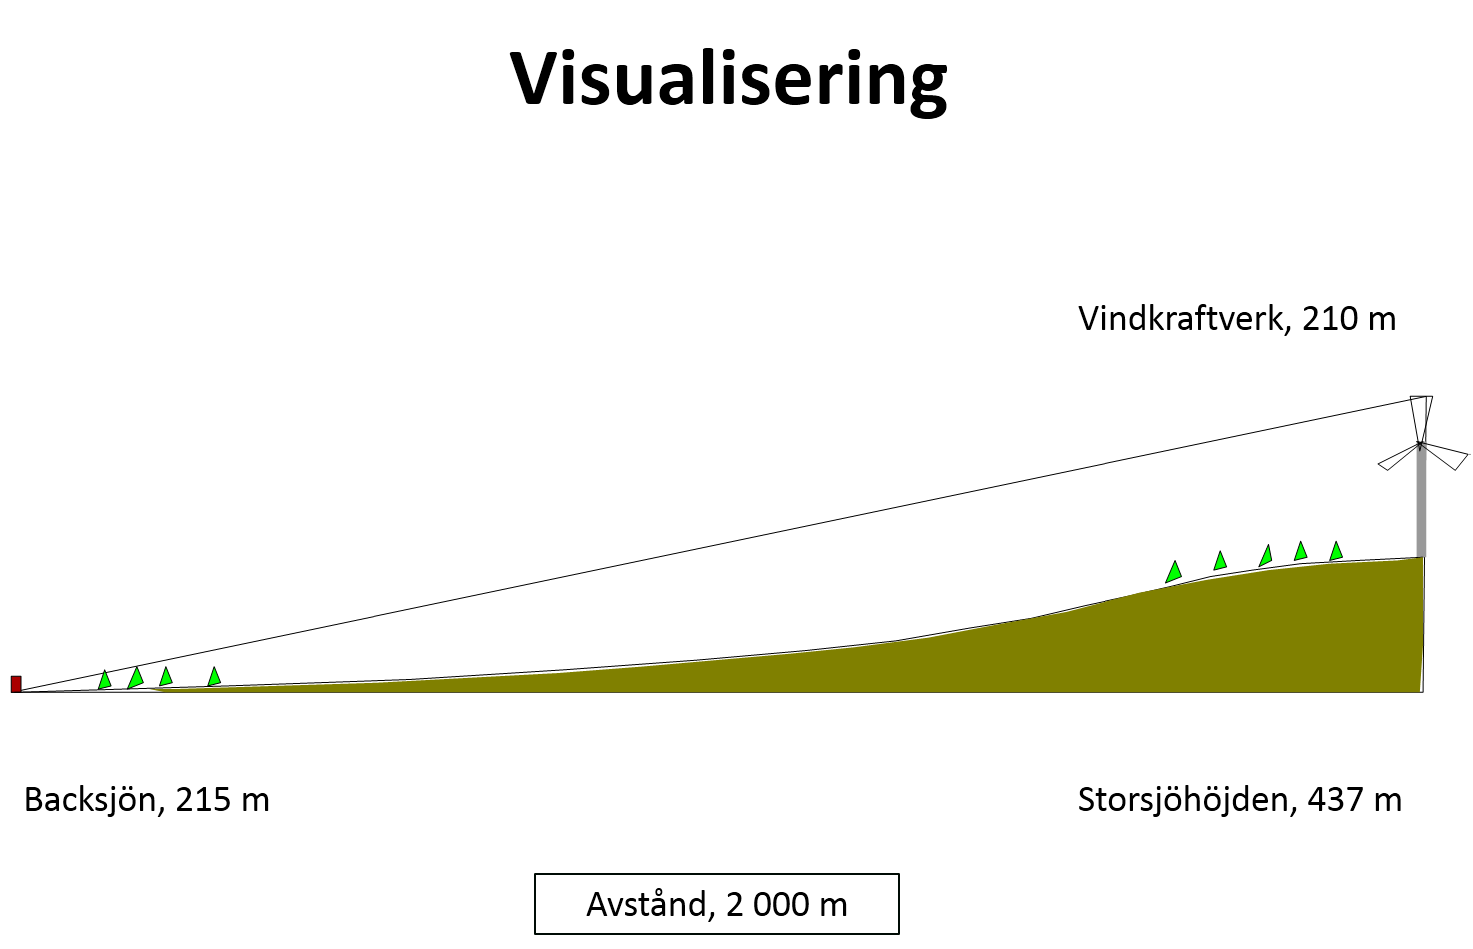 Visualisering
Vindkraftverk, 210 m
Backsjön, 215 m
Storsjöhöjden, 437 m
Avstånd, 2 000 m